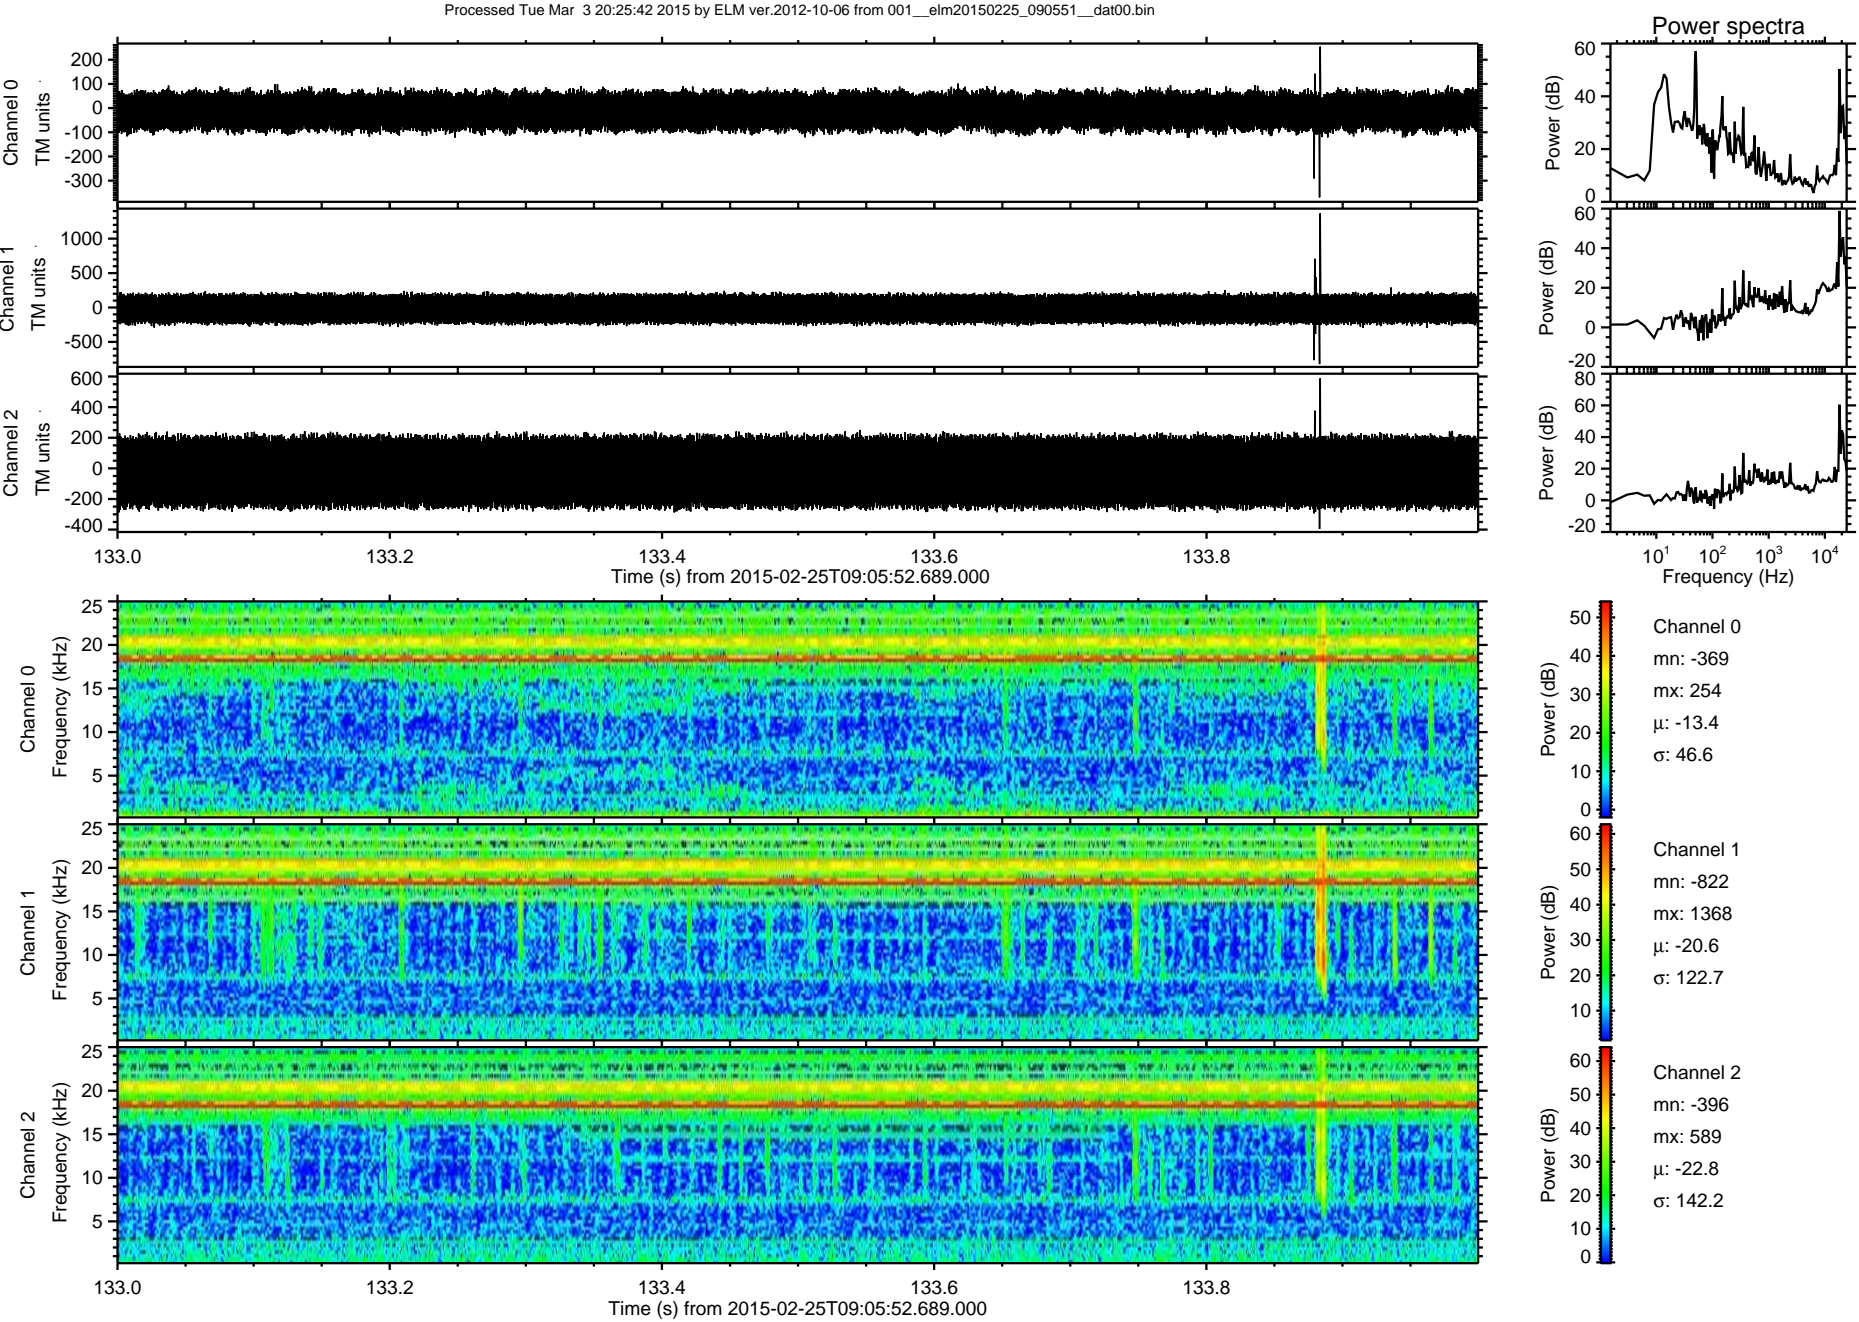 Processed Tue Mar  3 20:25:42 2015 by ELM ver.2012-10-06 from 001__elm20150225_090551__dat00.bin
Power spectra
Channel 0
TM units
200
100
0
-100
-200
-300
Power (dB)
60
40
20
0
Channel 1
TM units
1000
500
0
-500
Power (dB)
60
40
20
0
-20
Channel 2
TM units
600
400
200
0
-200
-400
Power (dB)
80
60
40
20
0
-20
133.0 133.2 133.4 133.6 133.8
Time (s) from 2015-02-25T09:05:52.689.000
10¹ 10² 10³ 10⁴
Frequency (Hz)
Channel 0
Frequency (kHz)
25
20
15
10
5
Power (dB)
50
40
30
20
10
0
Channel 0
mn: -369
mx: 254
μ: -13.4
σ: 46.6
Channel 1
Frequency (kHz)
25
20
15
10
5
Power (dB)
60
50
40
30
20
10
Channel 1
mn: -822
mx: 1368
μ: -20.6
σ: 122.7
Channel 2
Frequency (kHz)
25
20
15
10
5
Power (dB)
60
50
40
30
20
10
0
Channel 2
mn: -396
mx: 589
μ: -22.8
σ: 142.2
133.0 133.2 133.4 133.6 133.8
Time (s) from 2015-02-25T09:05:52.689.000